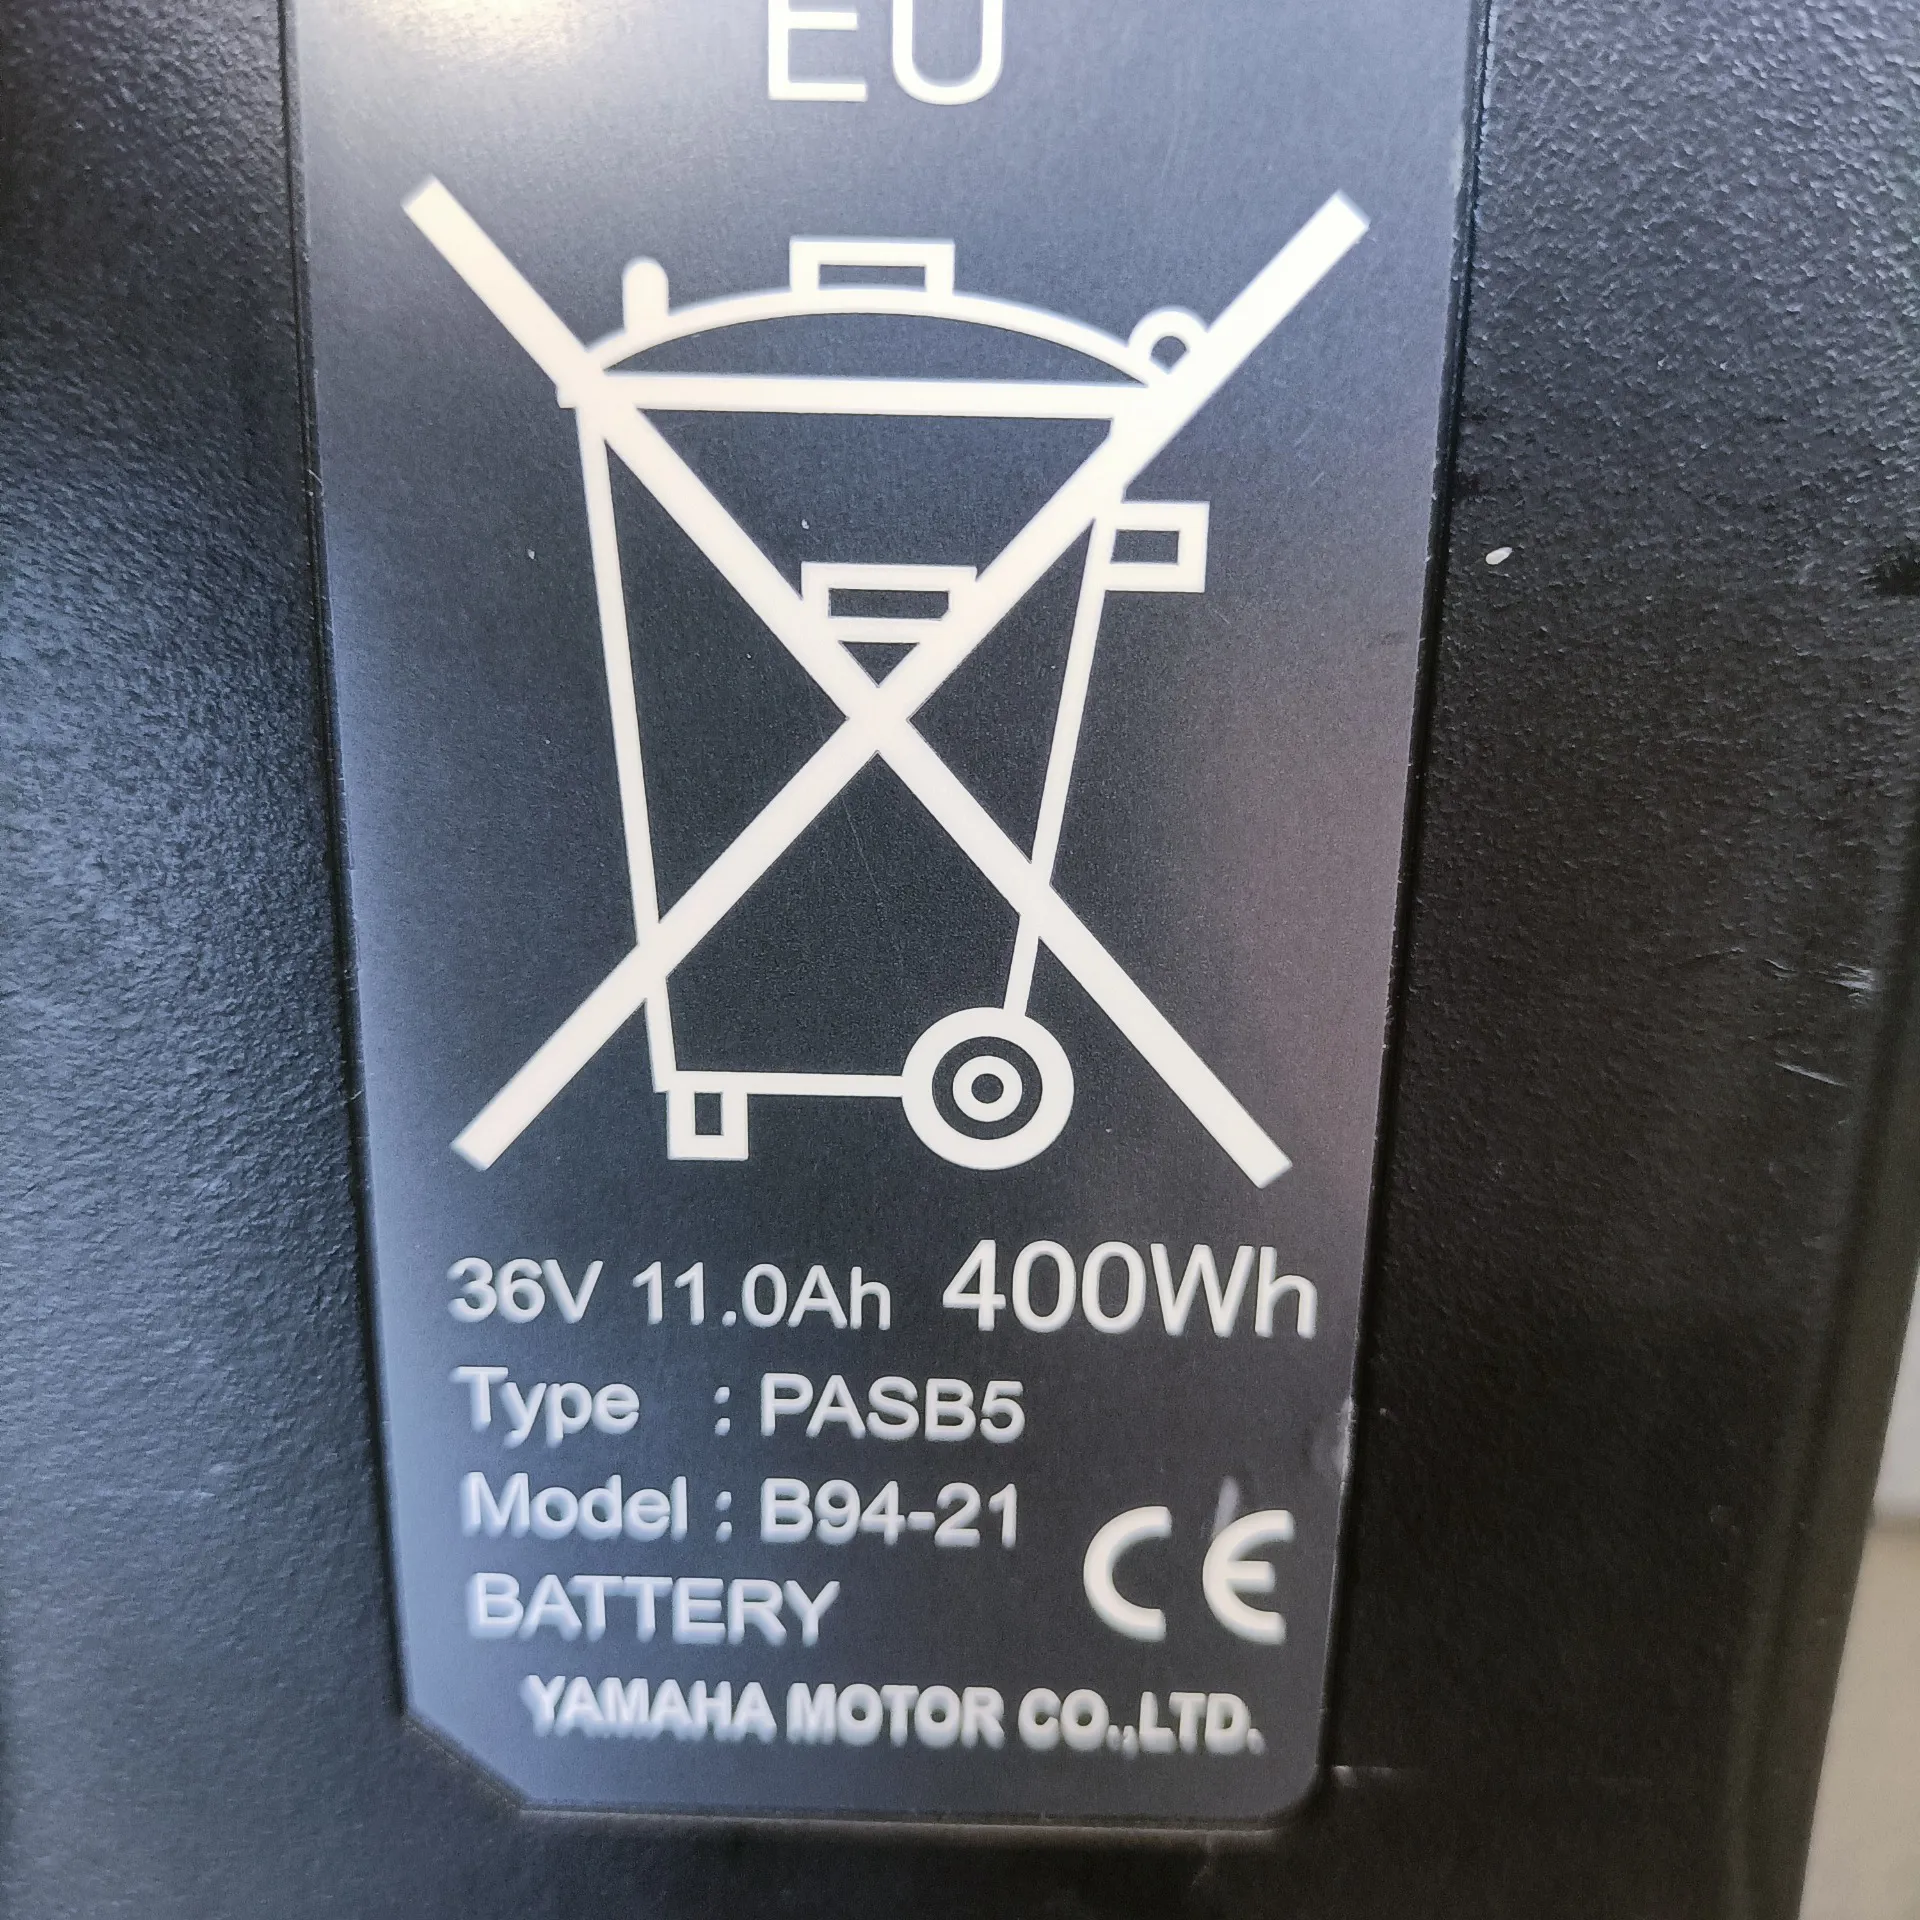 EU
36V 11.0Ah 400Wh
Type : PASB5
Model : B94-21
BATTERY
CE
YAMAHA MOTOR CO.,LTD.